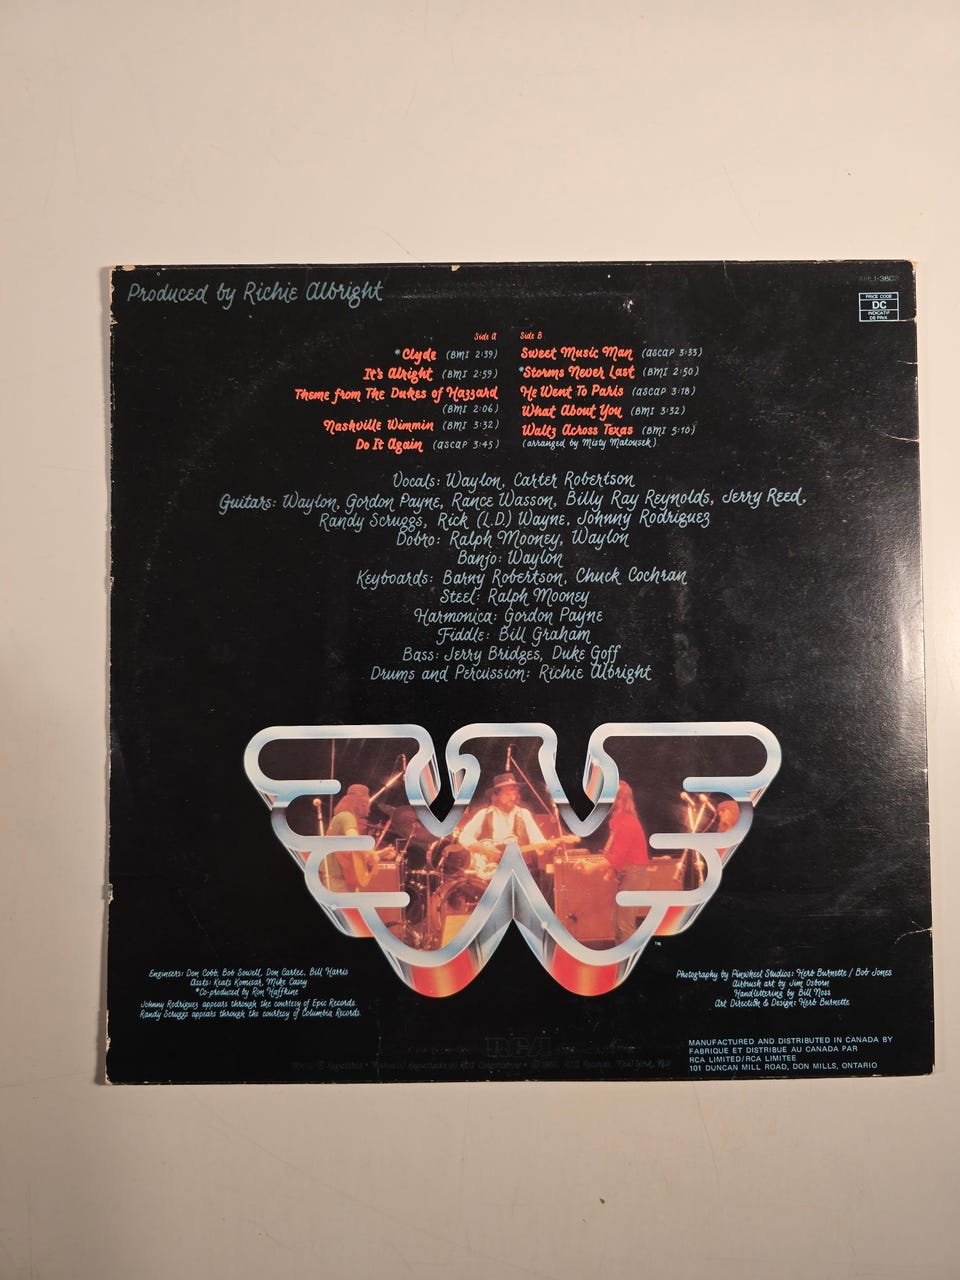 Produced by Richie Albright
AHL1-3602
PRICE CODE
DC
INDICATIF
DE PRIX
Side A
*Clyde (BMI 2:39)
It's Alright (BMI 2:59)
Theme from The Dukes of Hazzard
(BMI 2:06)
Nashville Wimmin (BMI 3:32)
Do It Again (ASCAP 3:45)
Side B
Sweet Music Man (ASCAP 3:33)
*Storms Never Last (BMI 2:50)
He Went To Paris (ASCAP 3:18)
What About You (BMI 3:32)
Waltz Across Texas (BMI 5:10)
(arranged by Misty Matousek)
Vocals: Waylon, Carter Robertson
Guitars: Waylon, Gordon Payne, Rance Wasson, Billy Ray Reynolds, Jerry Reed,
Randy Scruggs, Rick (L.D.) Wayne, Johnny Rodriguez
Dobro: Ralph Mooney, Waylon
Banjo: Waylon
Keyboards: Barny Robertson, Chuck Cochran
Steel: Ralph Mooney
Harmonica: Gordon Payne
Fiddle: Bill Graham
Bass: Jerry Bridges, Duke Goff
Drums and Percussion: Richie Albright
TM
Engineers: Don Cobb, Bob Sowell, Don Cartee, Bill Harris
Assts: Keats Komisar, Mike Casey
*Co-produced by Ron Haffkine
Johnny Rodriguez appears through the courtesy of Epic Records.
Randy Scruggs appears through the courtesy of Columbia Records.
Photography by Pinwheel Studios: Herb Burnette / Bob Jones
Airbrush art by Jim Osborn
Handlettering by Bill Noss
Art Direction & Design: Herb Burnette
RCA
MANUFACTURED AND DISTRIBUTED IN CANADA BY
FABRIQUE ET DISTRIBUÉ AU CANADA PAR
RCA LIMITED/RCA LIMITEE
101 DUNCAN MILL ROAD, DON MILLS, ONTARIO